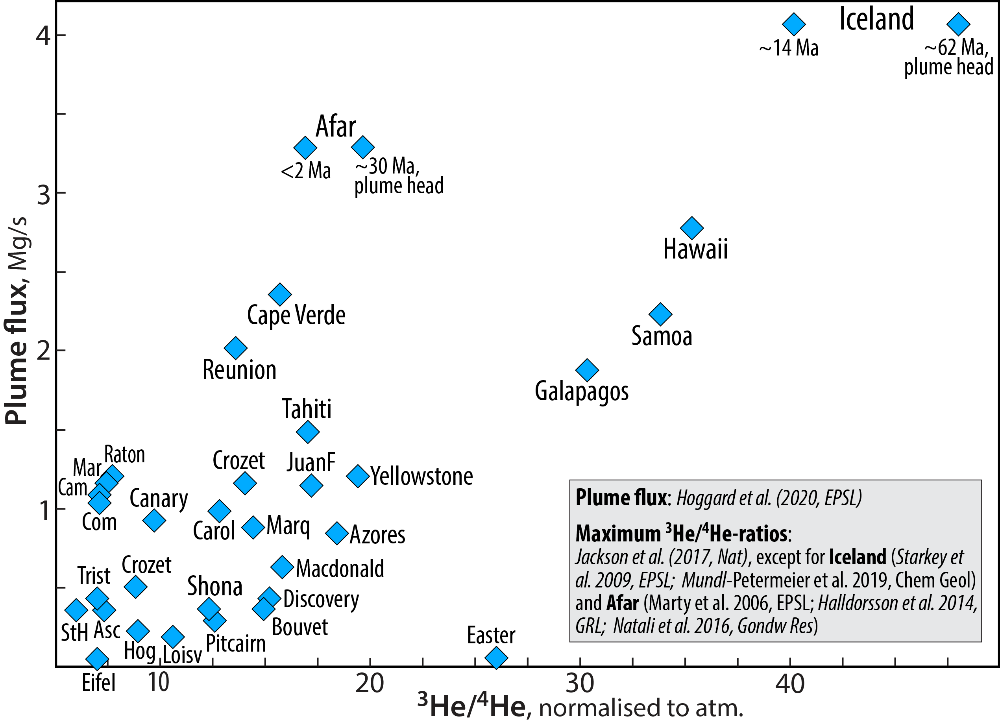 Iceland
4
~14 Ma
~62 Ma,
plume head
Afar
<2 Ma
~30 Ma,
plume head
3
Hawaii
Cape Verde
Samoa
2
Reunion
Galapagos
Tahiti
Raton
Mar
Crozet
JuanF
Yellowstone
Cam
Canary
1
Com
Carol
Marq
Azores
Crozet
Trist
Macdonald
Shona
Discovery
StH
Asc
Bouvet
Hog
Loisv
Pitcairn
Easter
Eifel
10
20
30
40
Plume flux, Mg/s
³He/⁴He, normalised to atm.
Plume flux: Hoggard et al. (2020, EPSL)
Maximum ³He/⁴He-ratios:
Jackson et al. (2017, Nat), except for Iceland (Starkey et
al. 2009, EPSL; Mundl-Petermeier et al. 2019, Chem Geol)
and Afar (Marty et al. 2006, EPSL; Halldorsson et al. 2014,
GRL; Natali et al. 2016, Gondw Res)